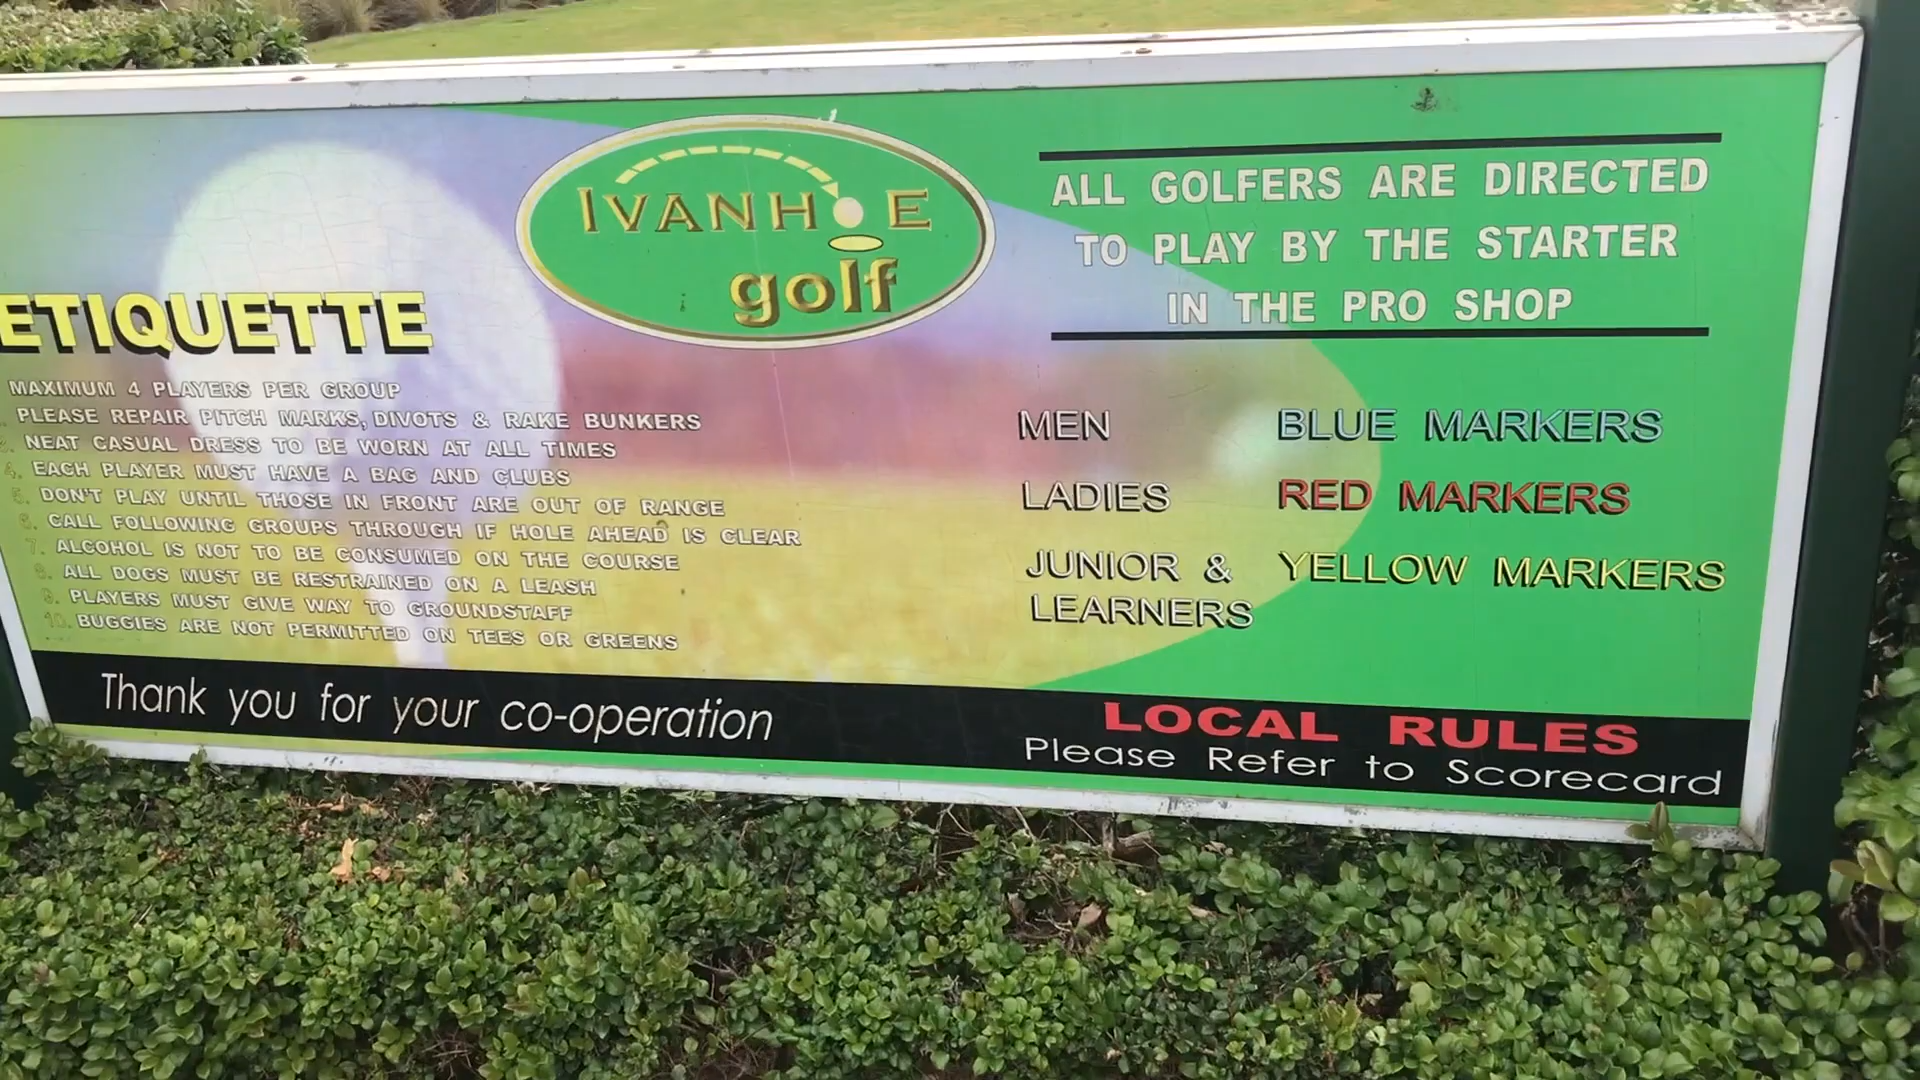 IVANHOE
golf
ETIQUETTE
MAXIMUM 4 PLAYERS PER GROUP
PLEASE REPAIR PITCH MARKS, DIVOTS & RAKE BUNKERS
NEAT CASUAL DRESS TO BE WORN AT ALL TIMES
4. EACH PLAYER MUST HAVE A BAG AND CLUBS
5. DON'T PLAY UNTIL THOSE IN FRONT ARE OUT OF RANGE
6. CALL FOLLOWING GROUPS THROUGH IF HOLE AHEAD IS CLEAR
7. ALCOHOL IS NOT TO BE CONSUMED ON THE COURSE
8. ALL DOGS MUST BE RESTRAINED ON A LEASH
9. PLAYERS MUST GIVE WAY TO GROUNDSTAFF
10. BUGGIES ARE NOT PERMITTED ON TEES OR GREENS
Thank you for your co-operation
ALL GOLFERS ARE DIRECTED
TO PLAY BY THE STARTER
IN THE PRO SHOP
MEN BLUE MARKERS
LADIES RED MARKERS
JUNIOR & YELLOW MARKERS
LEARNERS
LOCAL RULES
Please Refer to Scorecard